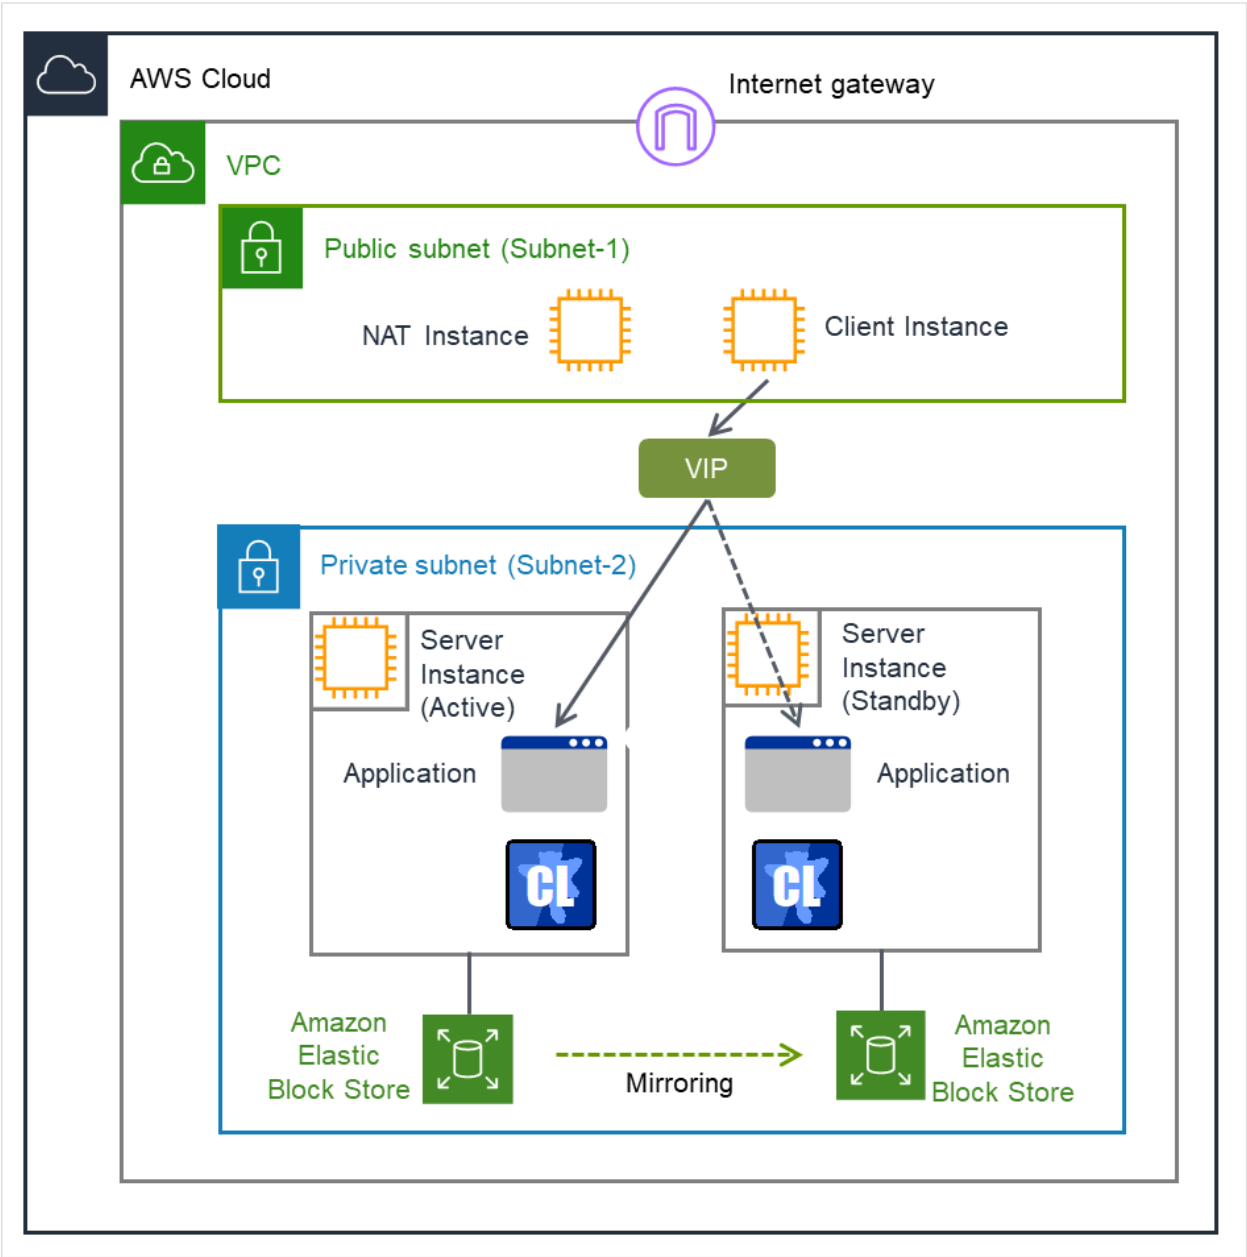 AWS Cloud
Internet gateway
VPC
Public subnet (Subnet-1)
NAT Instance
Client Instance
VIP
Private subnet (Subnet-2)
Server
Instance
(Active)
Server
Instance
(Standby)
Application
Application
CL
CL
Amazon
Elastic
Block Store
Mirroring
Amazon
Elastic
Block Store